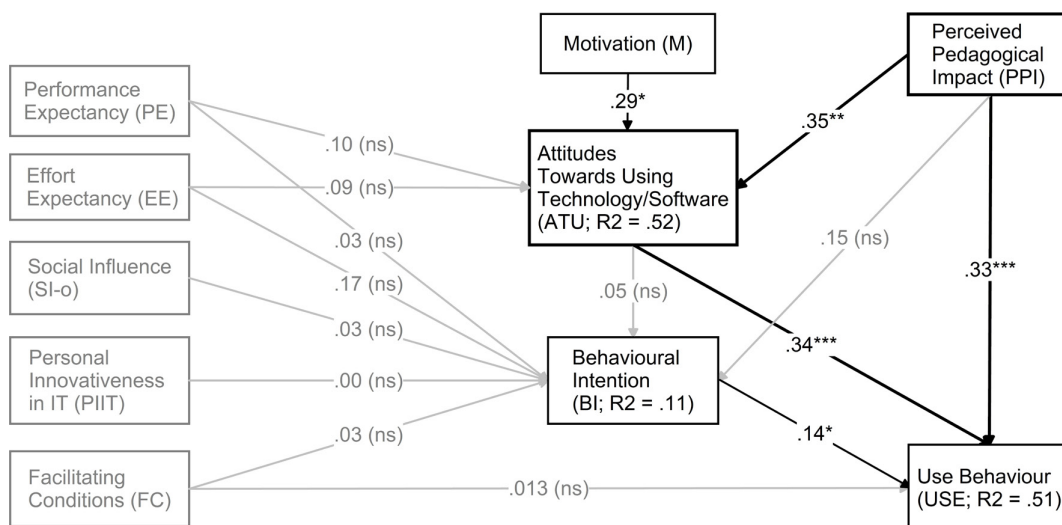 Motivation (M)
Perceived
Pedagogical
Impact (PPI)
Performance
Expectancy (PE)
.29*
.35**
.10 (ns)
Attitudes
Towards Using
Technology/Software
(ATU; R2 = .52)
Effort
Expectancy (EE)
.09 (ns)
.03 (ns)
.15 (ns)
Social Influence
(SI-o)
.17 (ns)
.33***
.05 (ns)
.03 (ns)
.34***
Personal
Innovativeness
in IT (PIIT)
.00 (ns)
Behavioural
Intention
(BI; R2 = .11)
.03 (ns)
.14*
Facilitating
Conditions (FC)
.013 (ns)
Use Behaviour
(USE; R2 = .51)